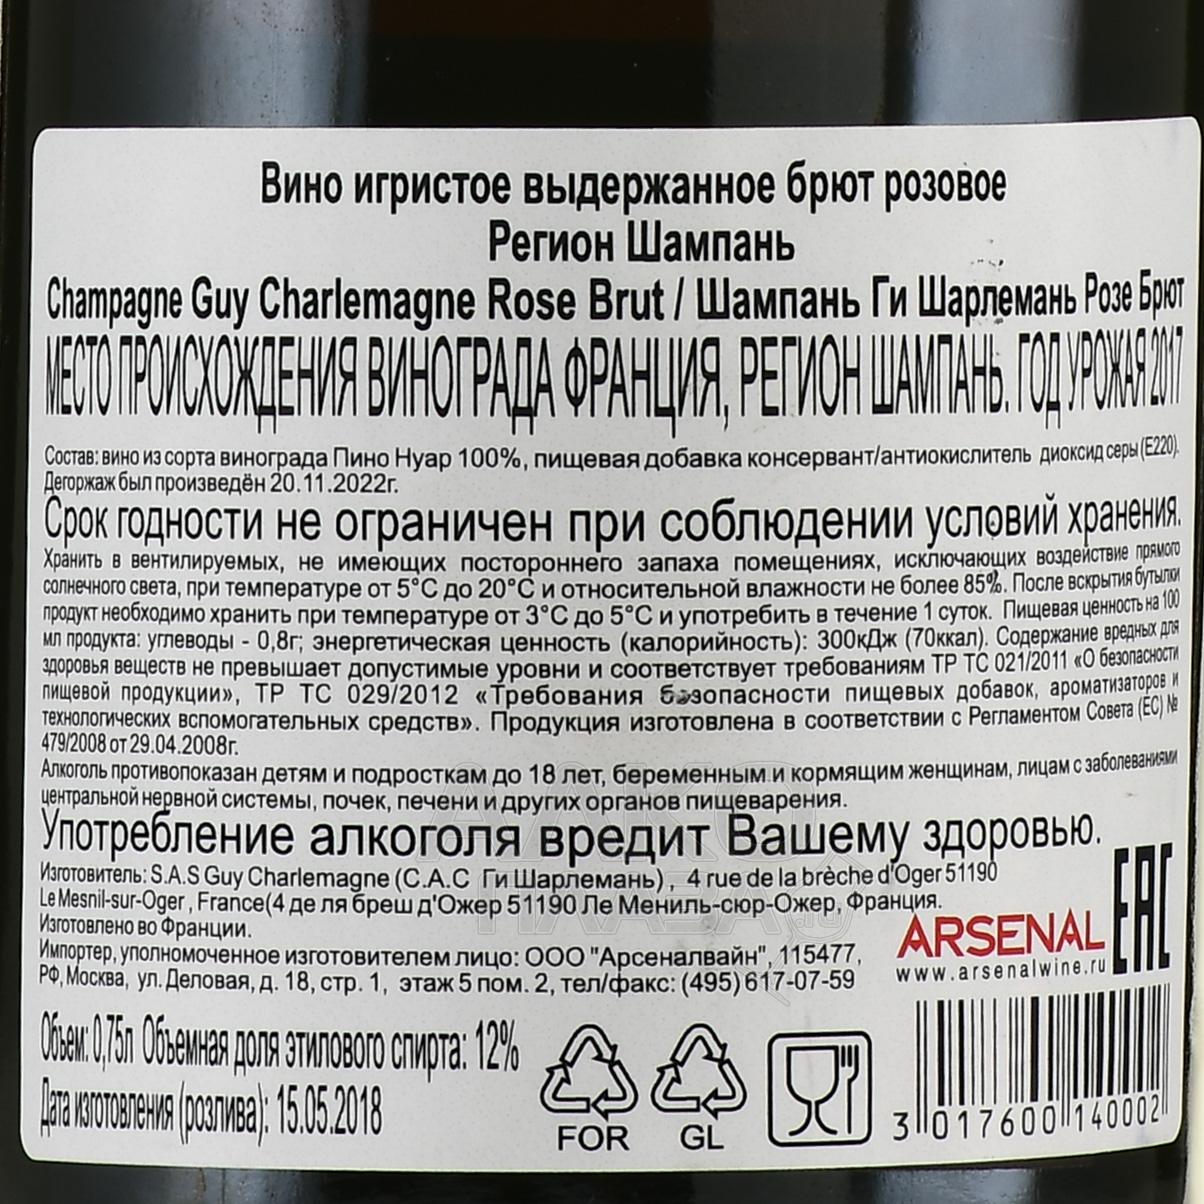 Вино игристое выдержанное брют розовое
Регион Шампань
Champagne Guy Charlemagne Rose Brut / Шампань Ги Шарлемань Розе Брют
МЕСТО ПРОИСХОЖДЕНИЯ ВИНОГРАДА ФРАНЦИЯ, РЕГИОН ШАМПАНЬ. ГОД УРОЖАЯ 2017
Состав: вино из сорта винограда Пино Нуар 100%, пищевая добавка консервант/антиокислитель диоксид серы (Е220).
Дегоржаж был произведён 20.11.2022г.
Срок годности не ограничен при соблюдении условий хранения.
Хранить в вентилируемых, не имеющих постороннего запаха помещениях, исключающих воздействие прямого
солнечного света, при температуре от 5°С до 20°С и относительной влажности не более 85%. После вскрытия бутылки
продукт необходимо хранить при температуре от 3°С до 5°С и употребить в течение 1 суток. Пищевая ценность на 100
мл продукта: углеводы - 0,8г; энергетическая ценность (калорийность): 300кДж (70ккал). Содержание вредных для
здоровья веществ не превышает допустимые уровни и соответствует требованиям ТР ТС 021/2011 «О безопасности
пищевой продукции», ТР ТС 029/2012 «Требования безопасности пищевых добавок, ароматизаторов и
технологических вспомогательных средств». Продукция изготовлена в соответствии с Регламентом Совета (ЕС) №
479/2008 от 29.04.2008г.
Алкоголь противопоказан детям и подросткам до 18 лет, беременным и кормящим женщинам, лицам с заболеваниями
центральной нервной системы, почек, печени и других органов пищеварения.
Употребление алкоголя вредит Вашему здоровью.
Изготовитель: S.A.S Guy Charlemagne (С.А.С Ги Шарлемань) , 4 rue de la brèche d'Oger 51190
Le Mesnil-sur-Oger , France(4 де ля бреш д'Ожер 51190 Ле Мениль-сюр-Ожер, Франция.
Изготовлено во Франции.
Импортер, уполномоченное изготовителем лицо: ООО "Арсеналвайн", 115477,
РФ, Москва, ул. Деловая, д. 18, стр. 1, этаж 5 пом. 2, тел/факс: (495) 617-07-59
ARSENAL
www.arsenalwine.ru
EAC
Объем: 0,75л Объемная доля этилового спирта: 12%
Дата изготовления (розлива): 15.05.2018
FOR
GL
3 017600 140002
АЛКО
ПЛАЗА.ru